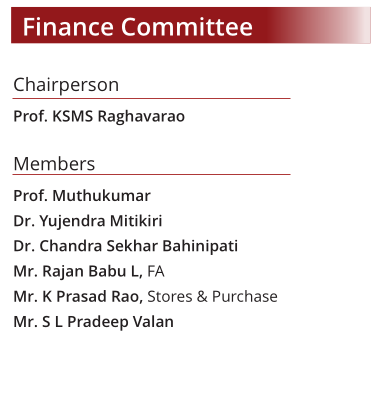 Finance Committee
Chairperson
Prof. KSMS Raghavarao
Members
Prof. Muthukumar
Dr. Yujendra Mitikiri
Dr. Chandra Sekhar Bahinipati
Mr. Rajan Babu L, FA
Mr. K Prasad Rao, Stores & Purchase
Mr. S L Pradeep Valan